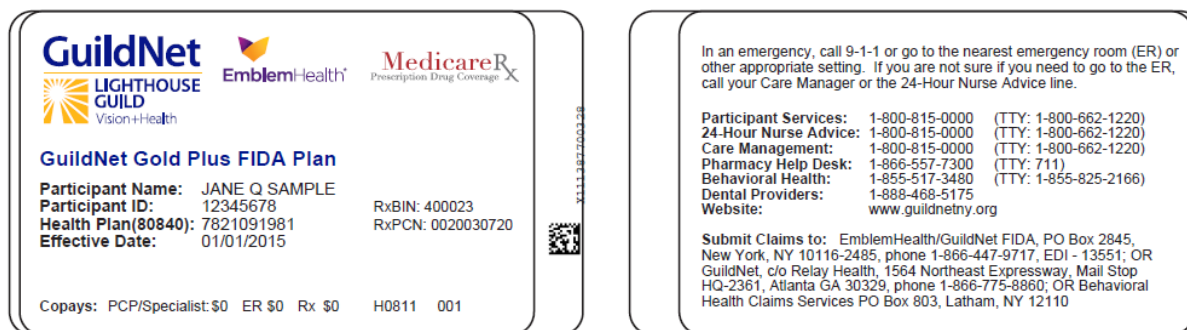 GuildNet
LIGHTHOUSE
GUILD
Vision+Health
EmblemHealth®
MedicareRx
Prescription Drug Coverage
GuildNet Gold Plus FIDA Plan
Participant Name: JANE Q SAMPLE
Participant ID: 12345678 RxBIN: 400023
Health Plan(80840): 7821091981 RxPCN: 0020030720
Effective Date: 01/01/2015
Copays: PCP/Specialist:$0 ER $0 Rx $0 H0811 001
X1113877700328
In an emergency, call 9-1-1 or go to the nearest emergency room (ER) or
other appropriate setting. If you are not sure if you need to go to the ER,
call your Care Manager or the 24-Hour Nurse Advice line.
Participant Services: 1-800-815-0000 (TTY: 1-800-662-1220)
24-Hour Nurse Advice: 1-800-815-0000 (TTY: 1-800-662-1220)
Care Management: 1-800-815-0000 (TTY: 1-800-662-1220)
Pharmacy Help Desk: 1-866-557-7300 (TTY: 711)
Behavioral Health: 1-855-517-3480 (TTY: 1-855-825-2166)
Dental Providers: 1-888-468-5175
Website: www.guildnetny.org
Submit Claims to: EmblemHealth/GuildNet FIDA, PO Box 2845,
New York, NY 10116-2485, phone 1-866-447-9717, EDI - 13551; OR
GuildNet, c/o Relay Health, 1564 Northeast Expressway, Mail Stop
HQ-2361, Atlanta GA 30329, phone 1-866-775-8860; OR Behavioral
Health Claims Services PO Box 803, Latham, NY 12110